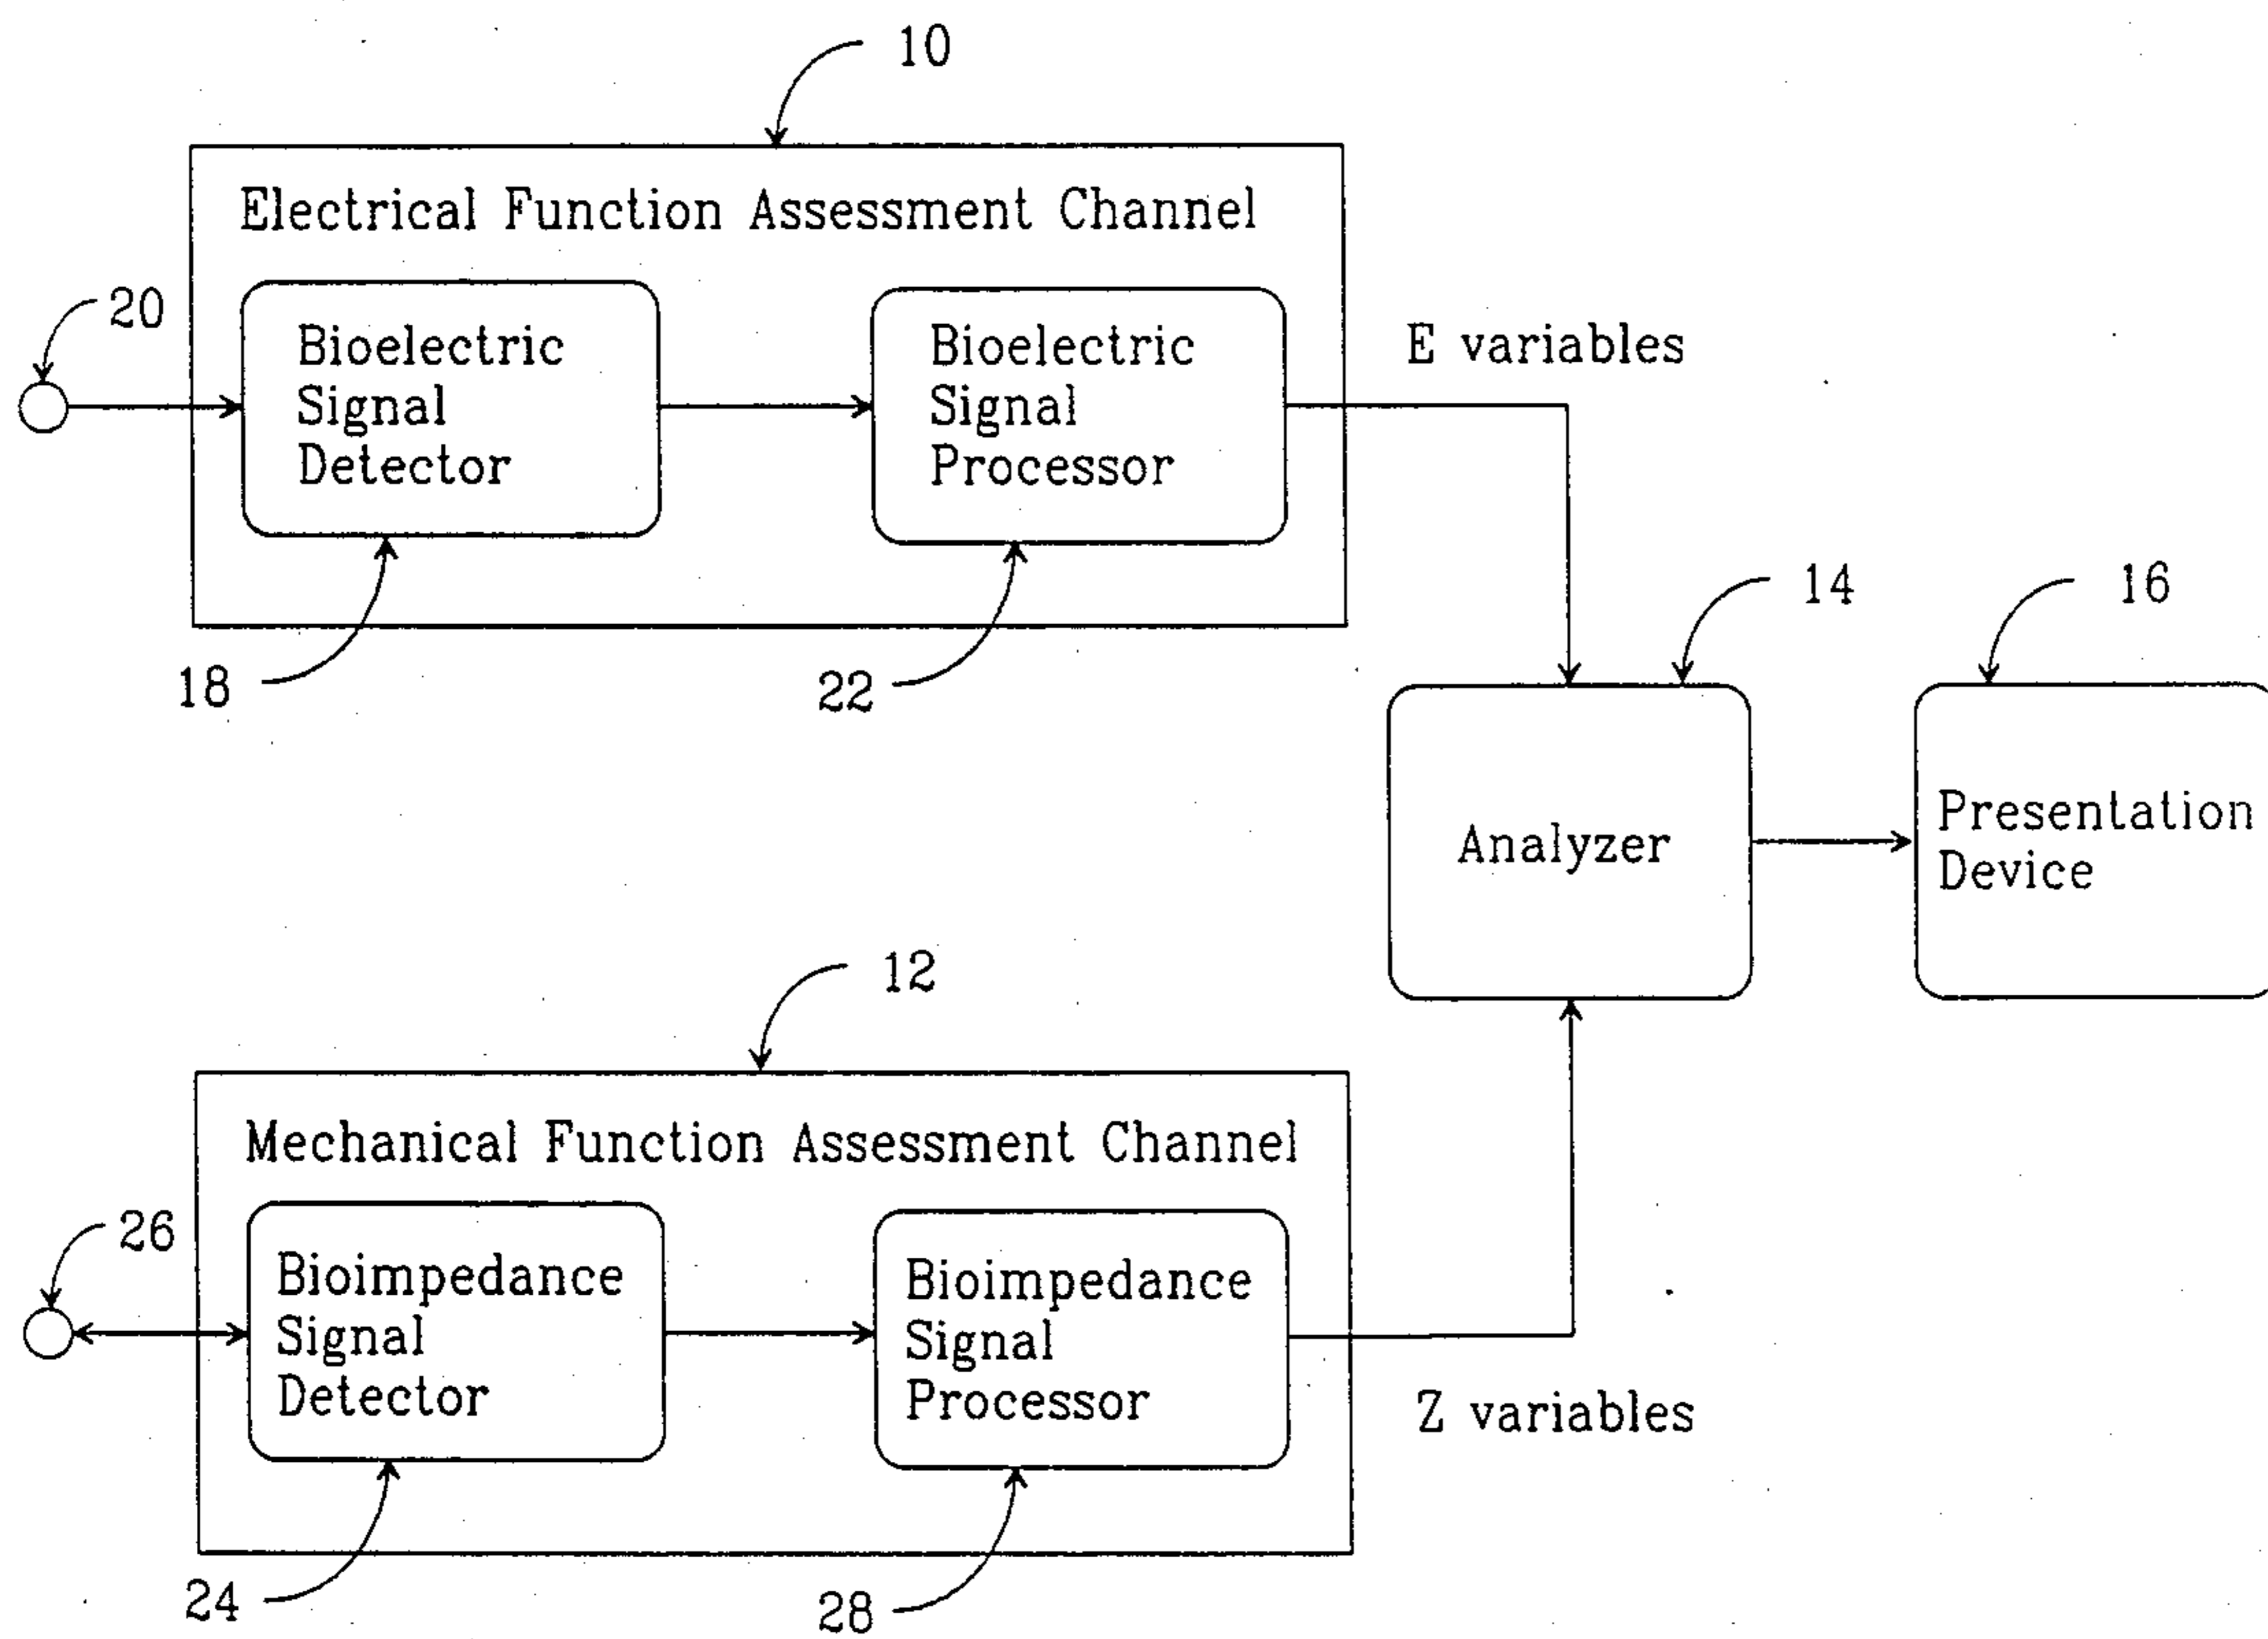 10
Electrical Function Assessment Channel
20
Bioelectric
Signal
Detector
Bioelectric
Signal
Processor
E variables
18
22
14
16
Analyzer
Presentation
Device
12
Mechanical Function Assessment Channel
26
Bioimpedance
Signal
Detector
Bioimpedance
Signal
Processor
Z variables
24
28